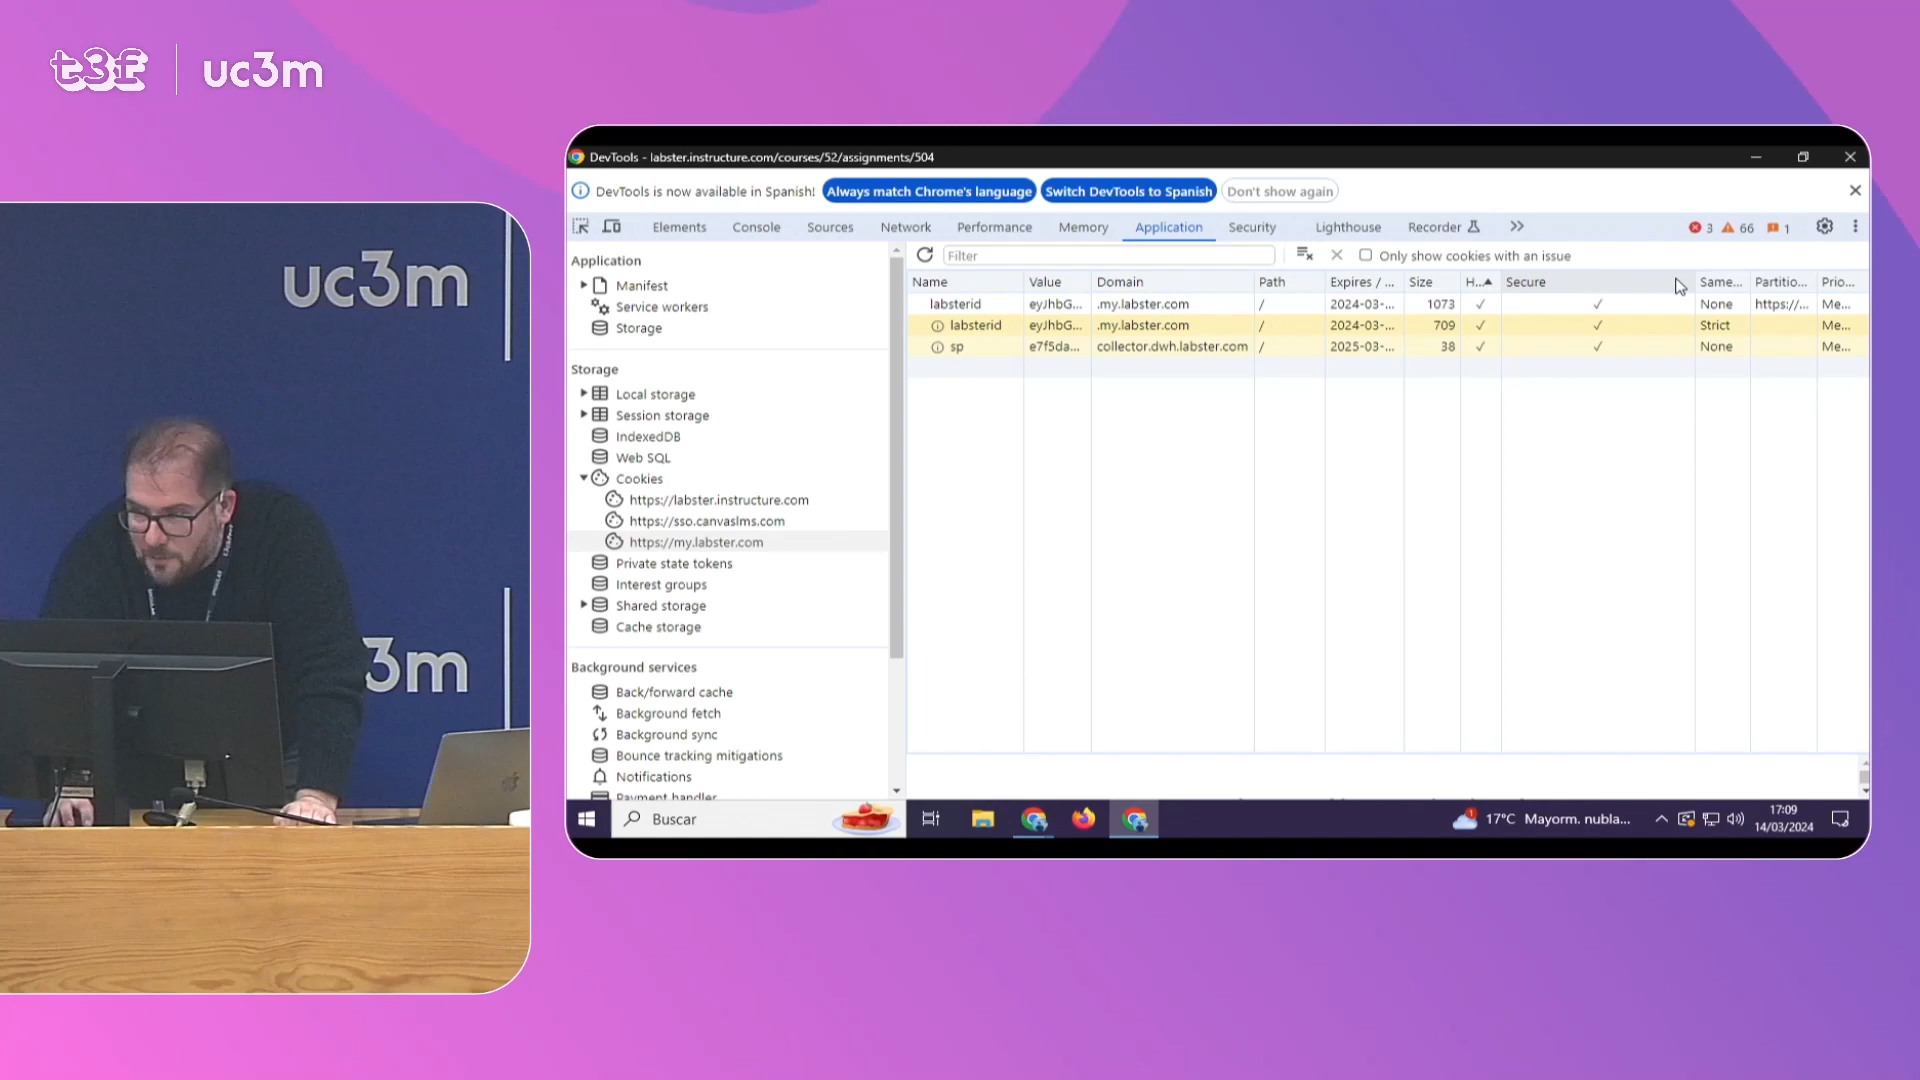 t3f | uc3m
uc3m
3m
DevTools - labster.instructure.com/courses/52/assignments/504
DevTools is now available in Spanish! Always match Chrome's language Switch DevTools to Spanish Don't show again
Elements Console Sources Network Performance Memory Application Security Lighthouse Recorder 3 66 1
Application
Manifest
Service workers
Storage
Storage
Local storage
Session storage
IndexedDB
Web SQL
Cookies
https://labster.instructure.com
https://sso.canvaslms.com
https://my.labster.com
Private state tokens
Interest groups
Shared storage
Cache storage
Background services
Back/forward cache
Background fetch
Background sync
Bounce tracking mitigations
Notifications
Payment handler
Filter Only show cookies with an issue
Name Value Domain Path Expires / ... Size H... Secure Same... Partitio... Prio...
labsterid eyJhbG... .my.labster.com / 2024-03-... 1073 ✓ ✓ None https://... Me...
labsterid eyJhbG... .my.labster.com / 2024-03-... 709 ✓ ✓ Strict Me...
sp e7f5da... collector.dwh.labster.com / 2025-03-... 38 ✓ ✓ None Me...
Buscar 17°C Mayorm. nubla... 17:09
14/03/2024